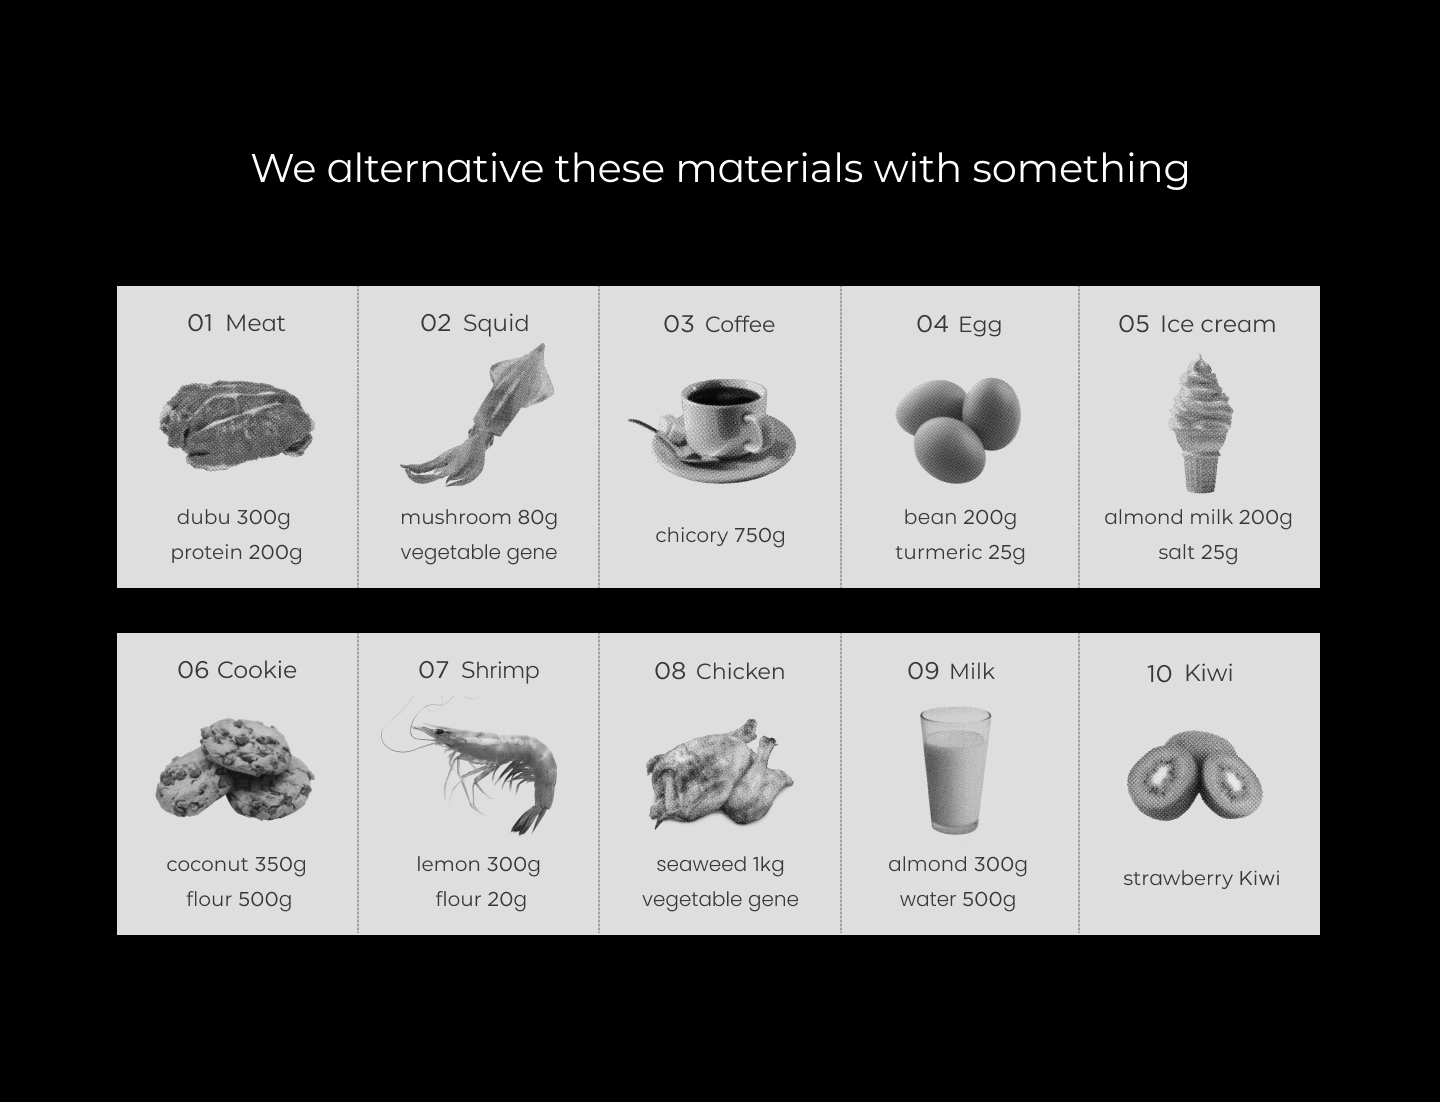 We alternative these materials with something
01 Meat
dubu 300g
protein 200g
02 Squid
mushroom 80g
vegetable gene
03 Coffee
chicory 750g
04 Egg
bean 200g
turmeric 25g
05 Ice cream
almond milk 200g
salt 25g
06 Cookie
coconut 350g
flour 500g
07 Shrimp
lemon 300g
flour 20g
08 Chicken
seaweed 1kg
vegetable gene
09 Milk
almond 300g
water 500g
10 Kiwi
strawberry Kiwi